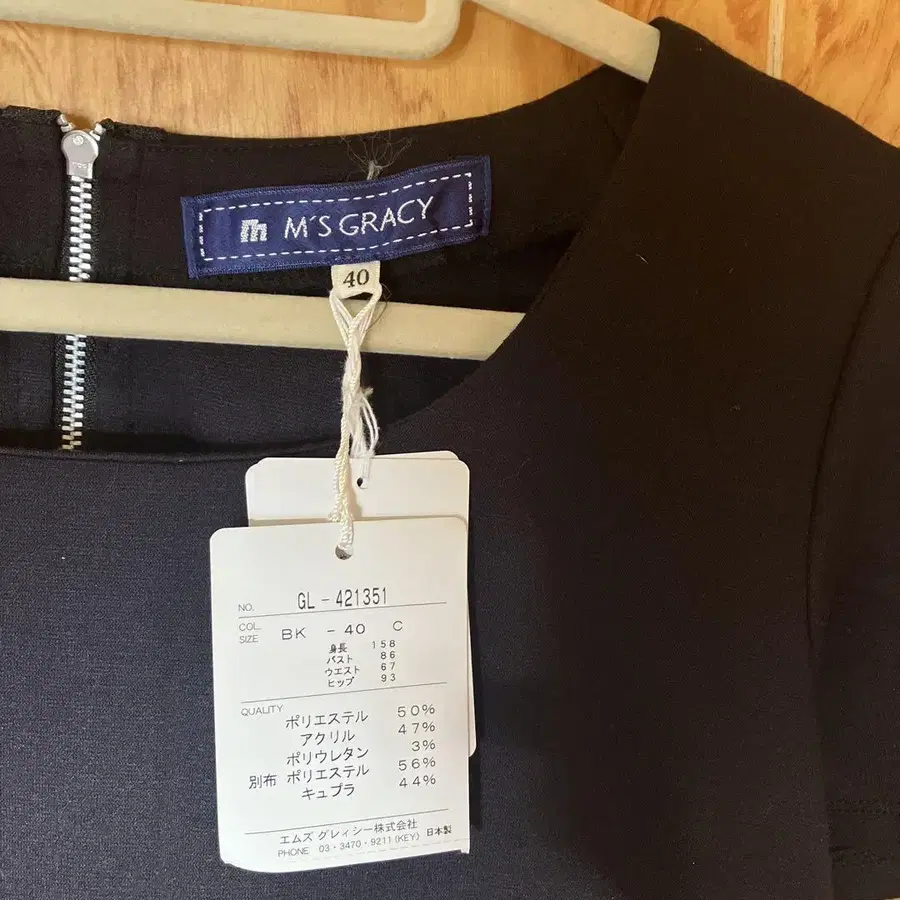 M'S GRACY
40
NO. GL-421351
COL. SIZE BK - 40 C
身長 158
バスト 86
ウエスト 67
ヒップ 93
QUALITY
ポリエステル 50%
アクリル 47%
ポリウレタン 3%
別布 ポリエステル 56%
キュプラ 44%
エムズ グレィシー株式会社
PHONE 03・3470・9211(KEY) 日本製